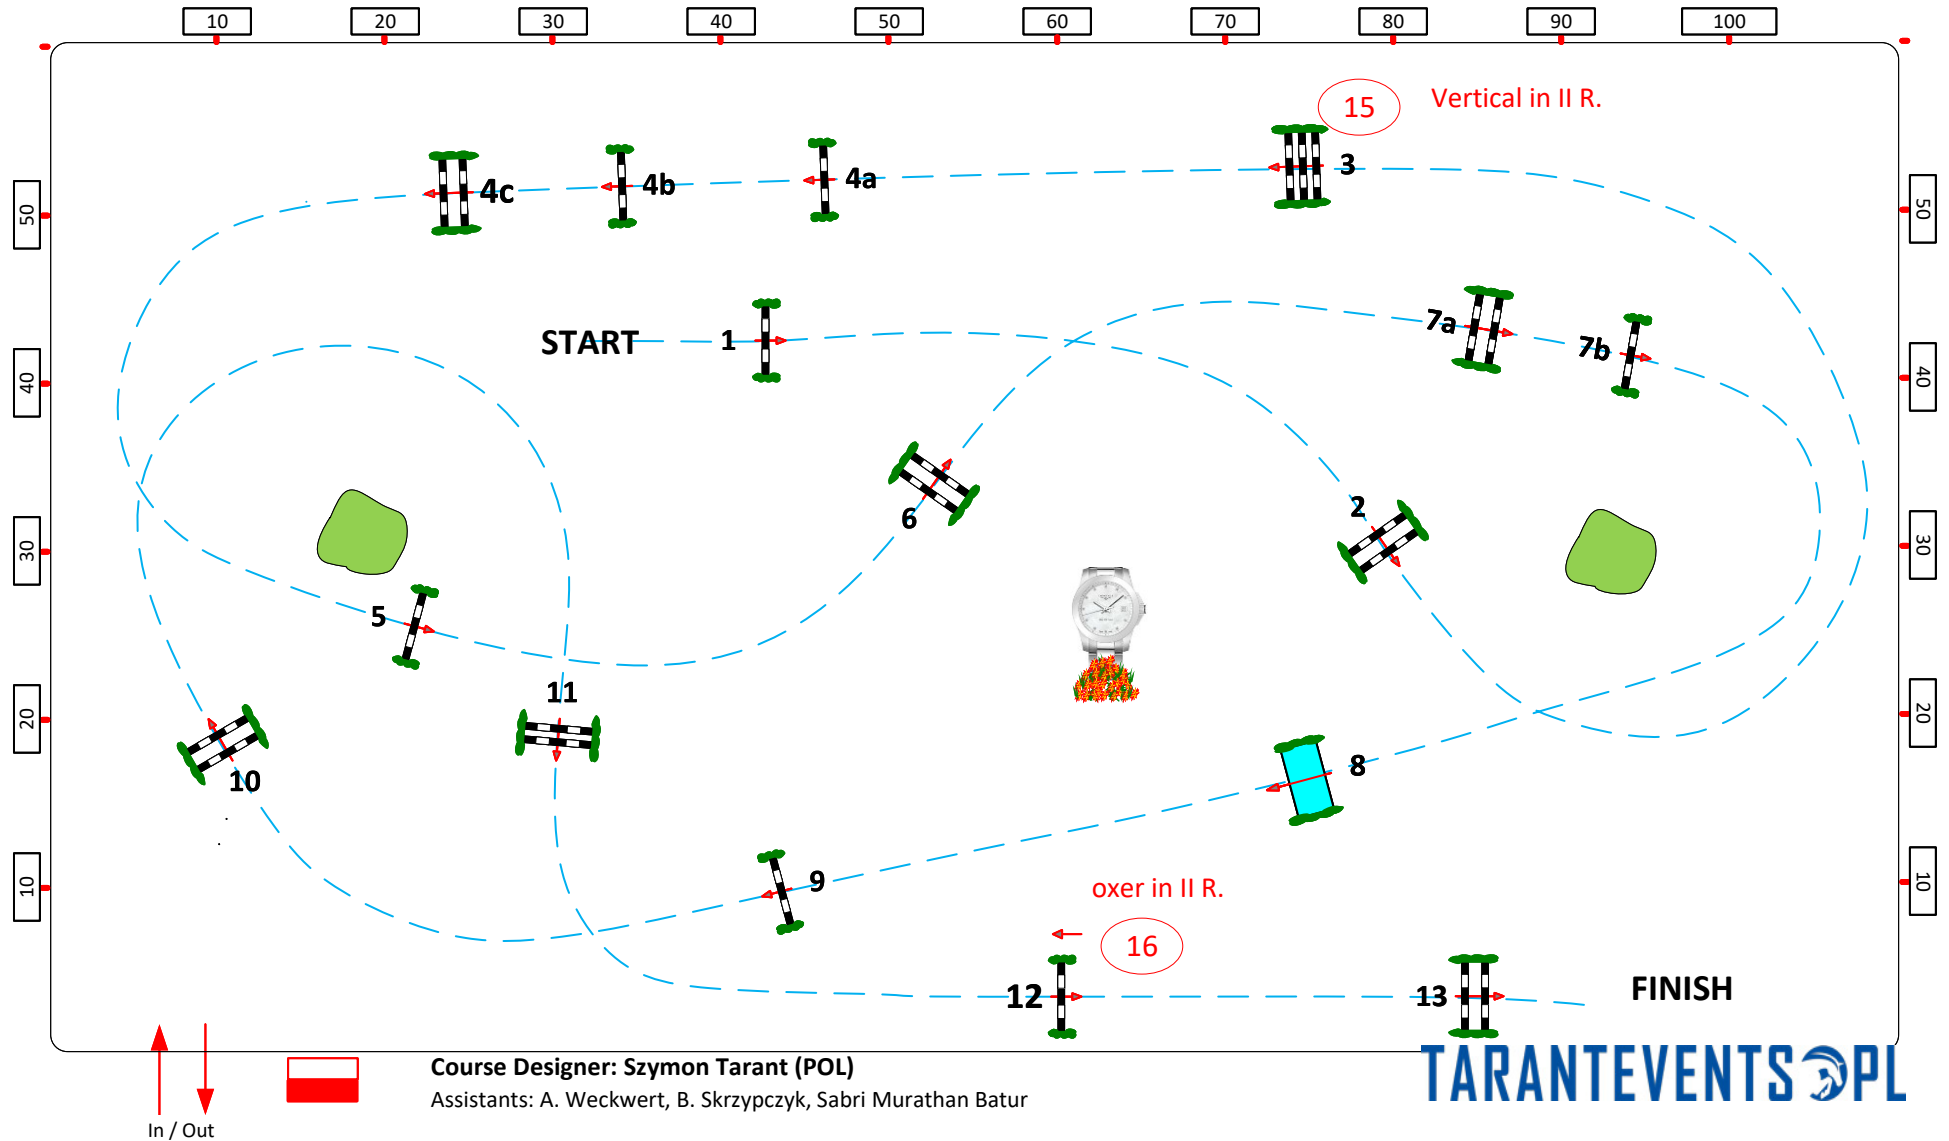 10 20 30 40 50 60 70 80 90 100
15 Vertical in II R.
4c 4b 4a 3
50 50
START 1 7a 7b
40 40
6 2
30 30
5
11
20 20
10 8
9
10 10
oxer in II R.
16
12 13 FINISH
Course Designer: Szymon Tarant (POL)
Assistants: A. Weckwert, B. Skrzypczyk, Sabri Murathan Batur
In / Out
TARANTEVENTS PL